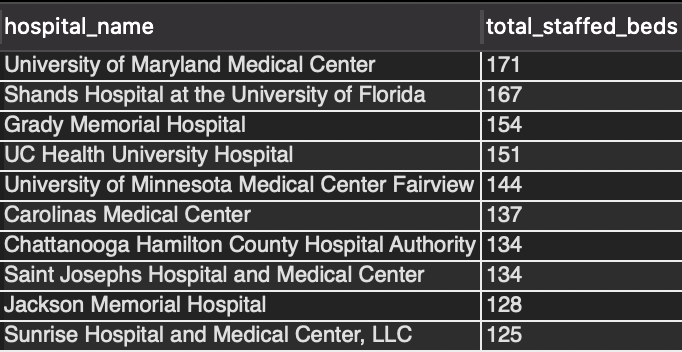 hospital_name total_staffed_beds
University of Maryland Medical Center 171
Shands Hospital at the University of Florida 167
Grady Memorial Hospital 154
UC Health University Hospital 151
University of Minnesota Medical Center Fairview 144
Carolinas Medical Center 137
Chattanooga Hamilton County Hospital Authority 134
Saint Josephs Hospital and Medical Center 134
Jackson Memorial Hospital 128
Sunrise Hospital and Medical Center, LLC 125